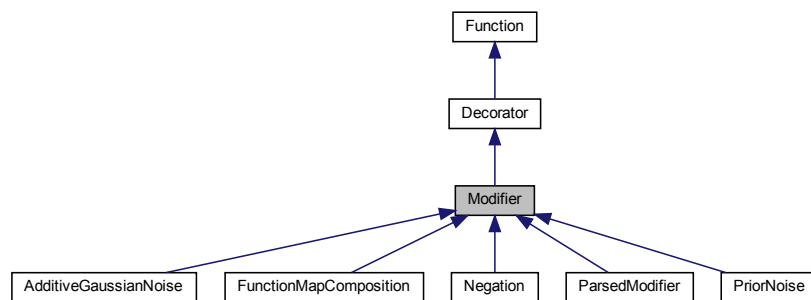 Function
Decorator
Modifier
AdditiveGaussianNoise
FunctionMapComposition
Negation
ParsedModifier
PriorNoise